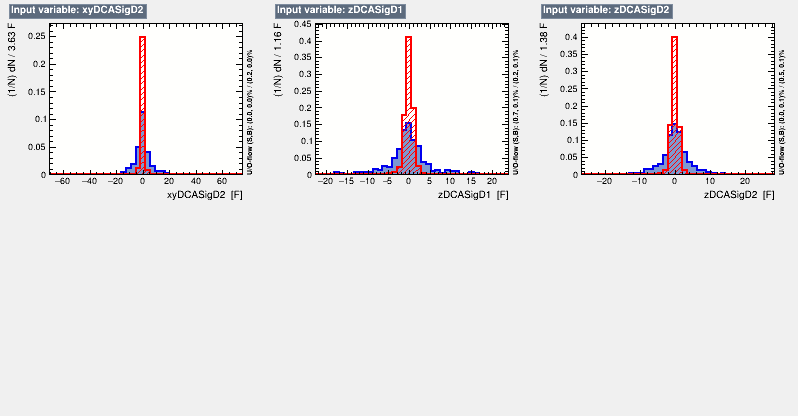 Input variable: xyDCASigD2
(1/N) dN / 3.63 F
0.25
0.2
0.15
0.1
0.05
0
−60 −40 −20 0 20 40 60
xyDCASigD2 [F]
U/O-flow (S,B): (0.0, 0.0)% / (0.2, 0.0)%
Input variable: zDCASigD1
(1/N) dN / 1.16 F
0.45
0.4
0.35
0.3
0.25
0.2
0.15
0.1
0.05
0
−20 −15 −10 −5 0 5 10 15 20
zDCASigD1 [F]
U/O-flow (S,B): (0.7, 0.1)% / (0.2, 0.1)%
Input variable: zDCASigD2
(1/N) dN / 1.38 F
0.4
0.35
0.3
0.25
0.2
0.15
0.1
0.05
0
−20 −10 0 10 20
zDCASigD2 [F]
U/O-flow (S,B): (0.0, 0.1)% / (0.5, 0.1)%